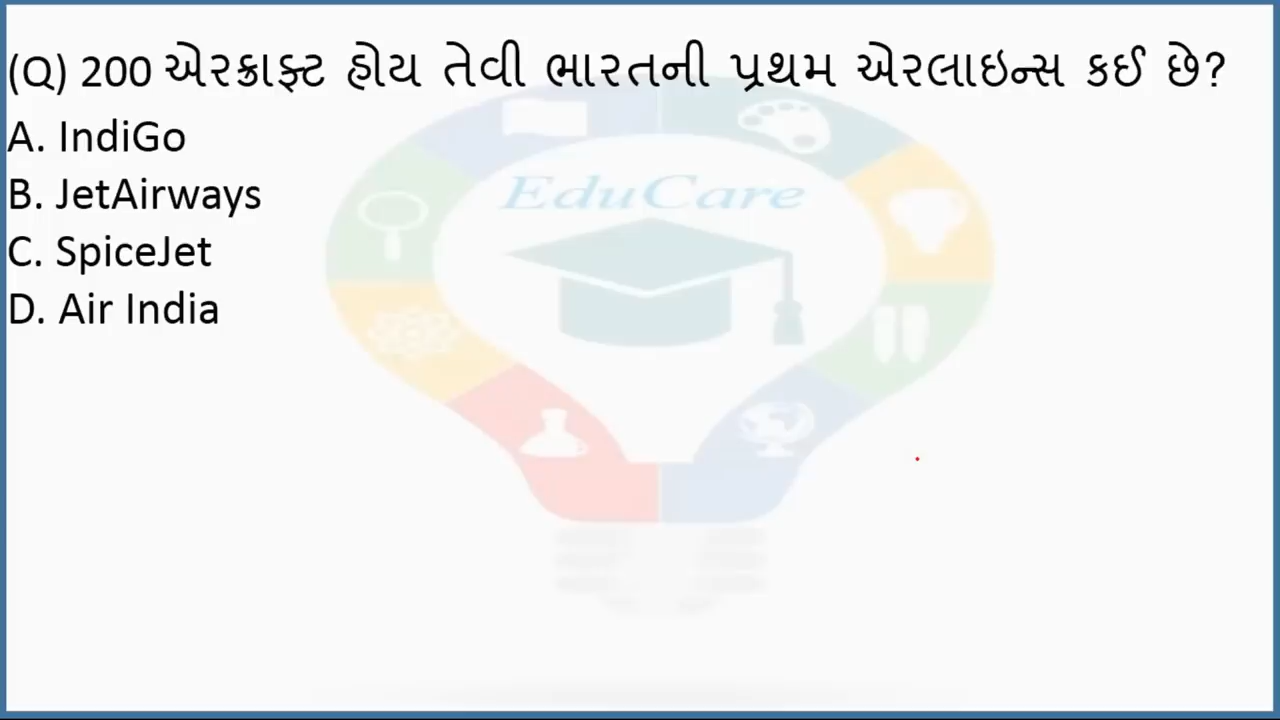 (Q) 200 એરક્રાફ્ટ હોય તેવી ભારતની પ્રથમ એરલાઇન્સ કઈ છે?
A. IndiGo
B. JetAirways
EduCare
C. SpiceJet
D. Air India